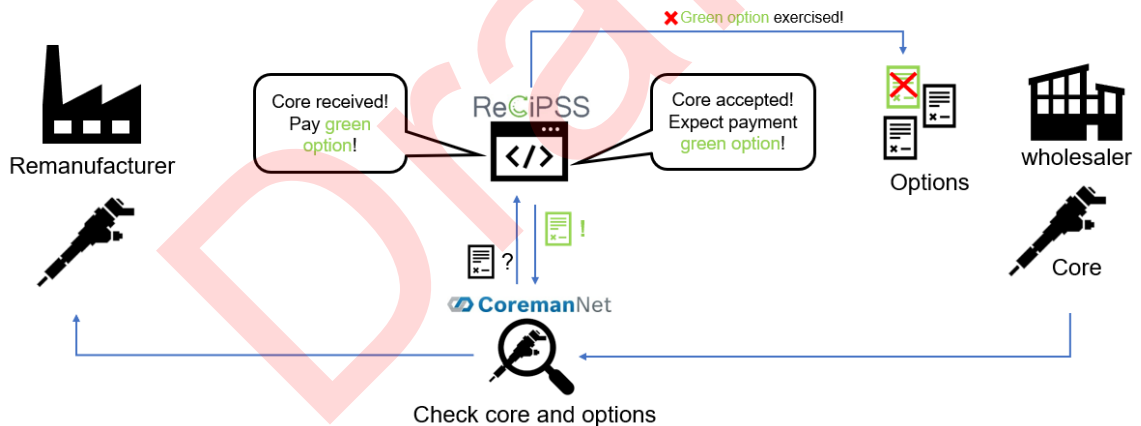 Green option exercised!
Core received!
Pay green
option!
ReCiPSS
</>
Core accepted!
Expect payment
green option!
Remanufacturer
Options
wholesaler
Core
?
!
CoremanNet
Check core and options
Dra